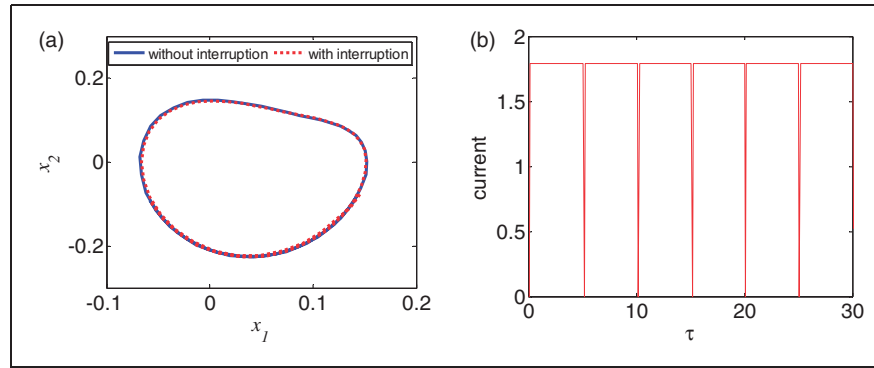 (a)
without interruption
with interruption
0.2
0
-0.2
x2
-0.1
0
0.1
0.2
x1
(b)
2
1.5
1
0.5
0
current
0
10
20
30
τ